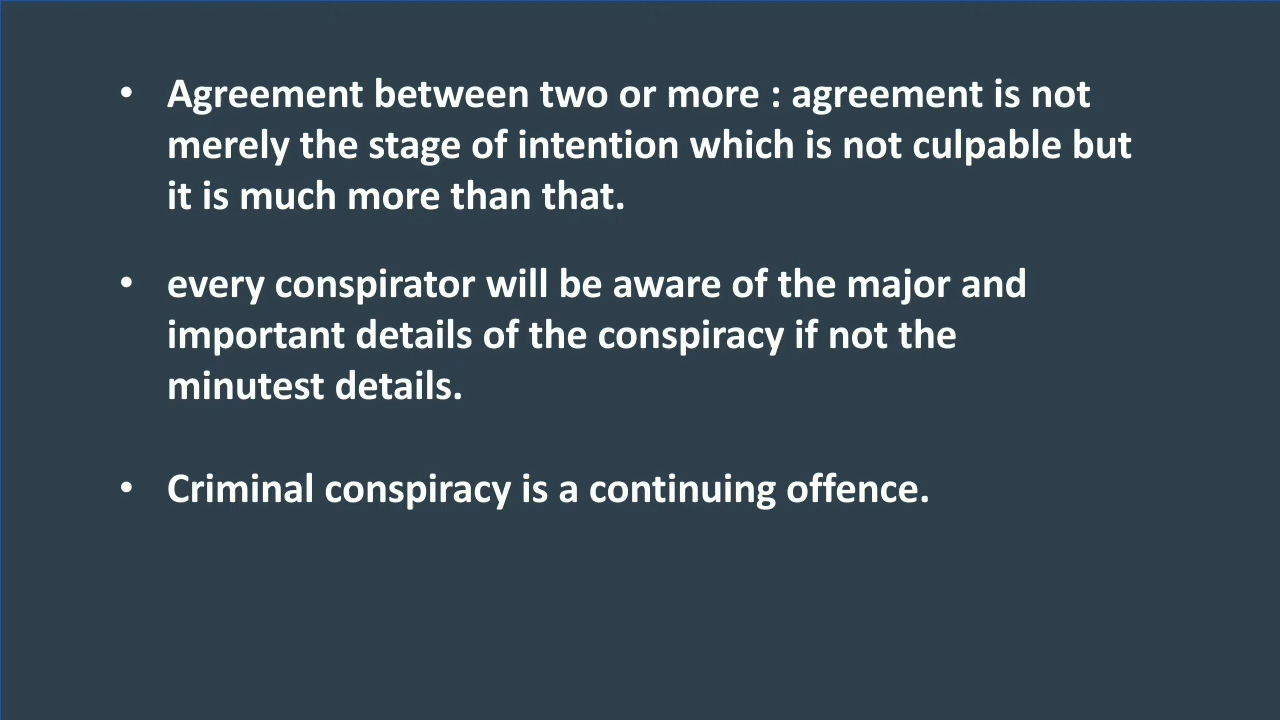 • Agreement between two or more : agreement is not
merely the stage of intention which is not culpable but
it is much more than that.
• every conspirator will be aware of the major and
important details of the conspiracy if not the
minutest details.
• Criminal conspiracy is a continuing offence.